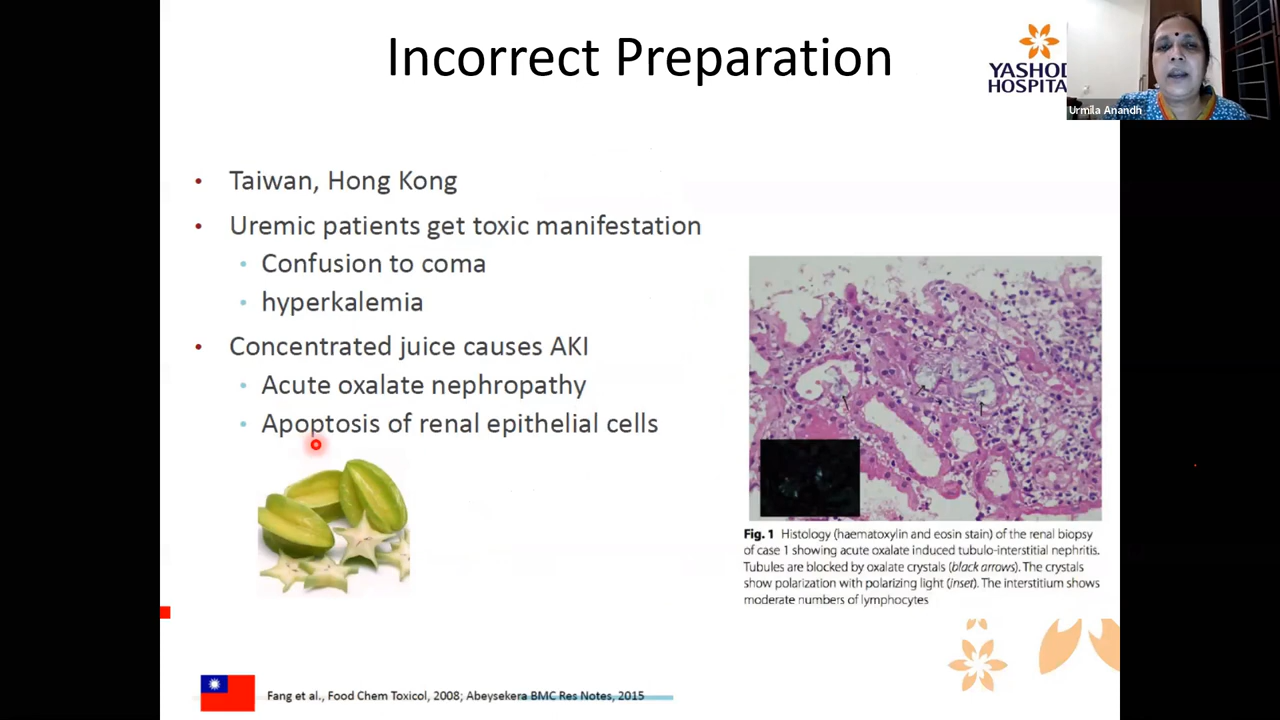 Incorrect Preparation
YASHOD
HOSPITA
Urmila Anandh
• Taiwan, Hong Kong
• Uremic patients get toxic manifestation
• Confusion to coma
• hyperkalemia
• Concentrated juice causes AKI
• Acute oxalate nephropathy
• Apoptosis of renal epithelial cells
Fig. 1 Histology (haematoxylin and eosin stain) of the renal biopsy
of case 1 showing acute oxalate induced tubulo-interstitial nephritis.
Tubules are blocked by oxalate crystals (black arrows). The crystals
show polarization with polarizing light (inset). The interstitium shows
moderate numbers of lymphocytes
Fang et al., Food Chem Toxicol, 2008; Abeysekera BMC Res Notes, 2015